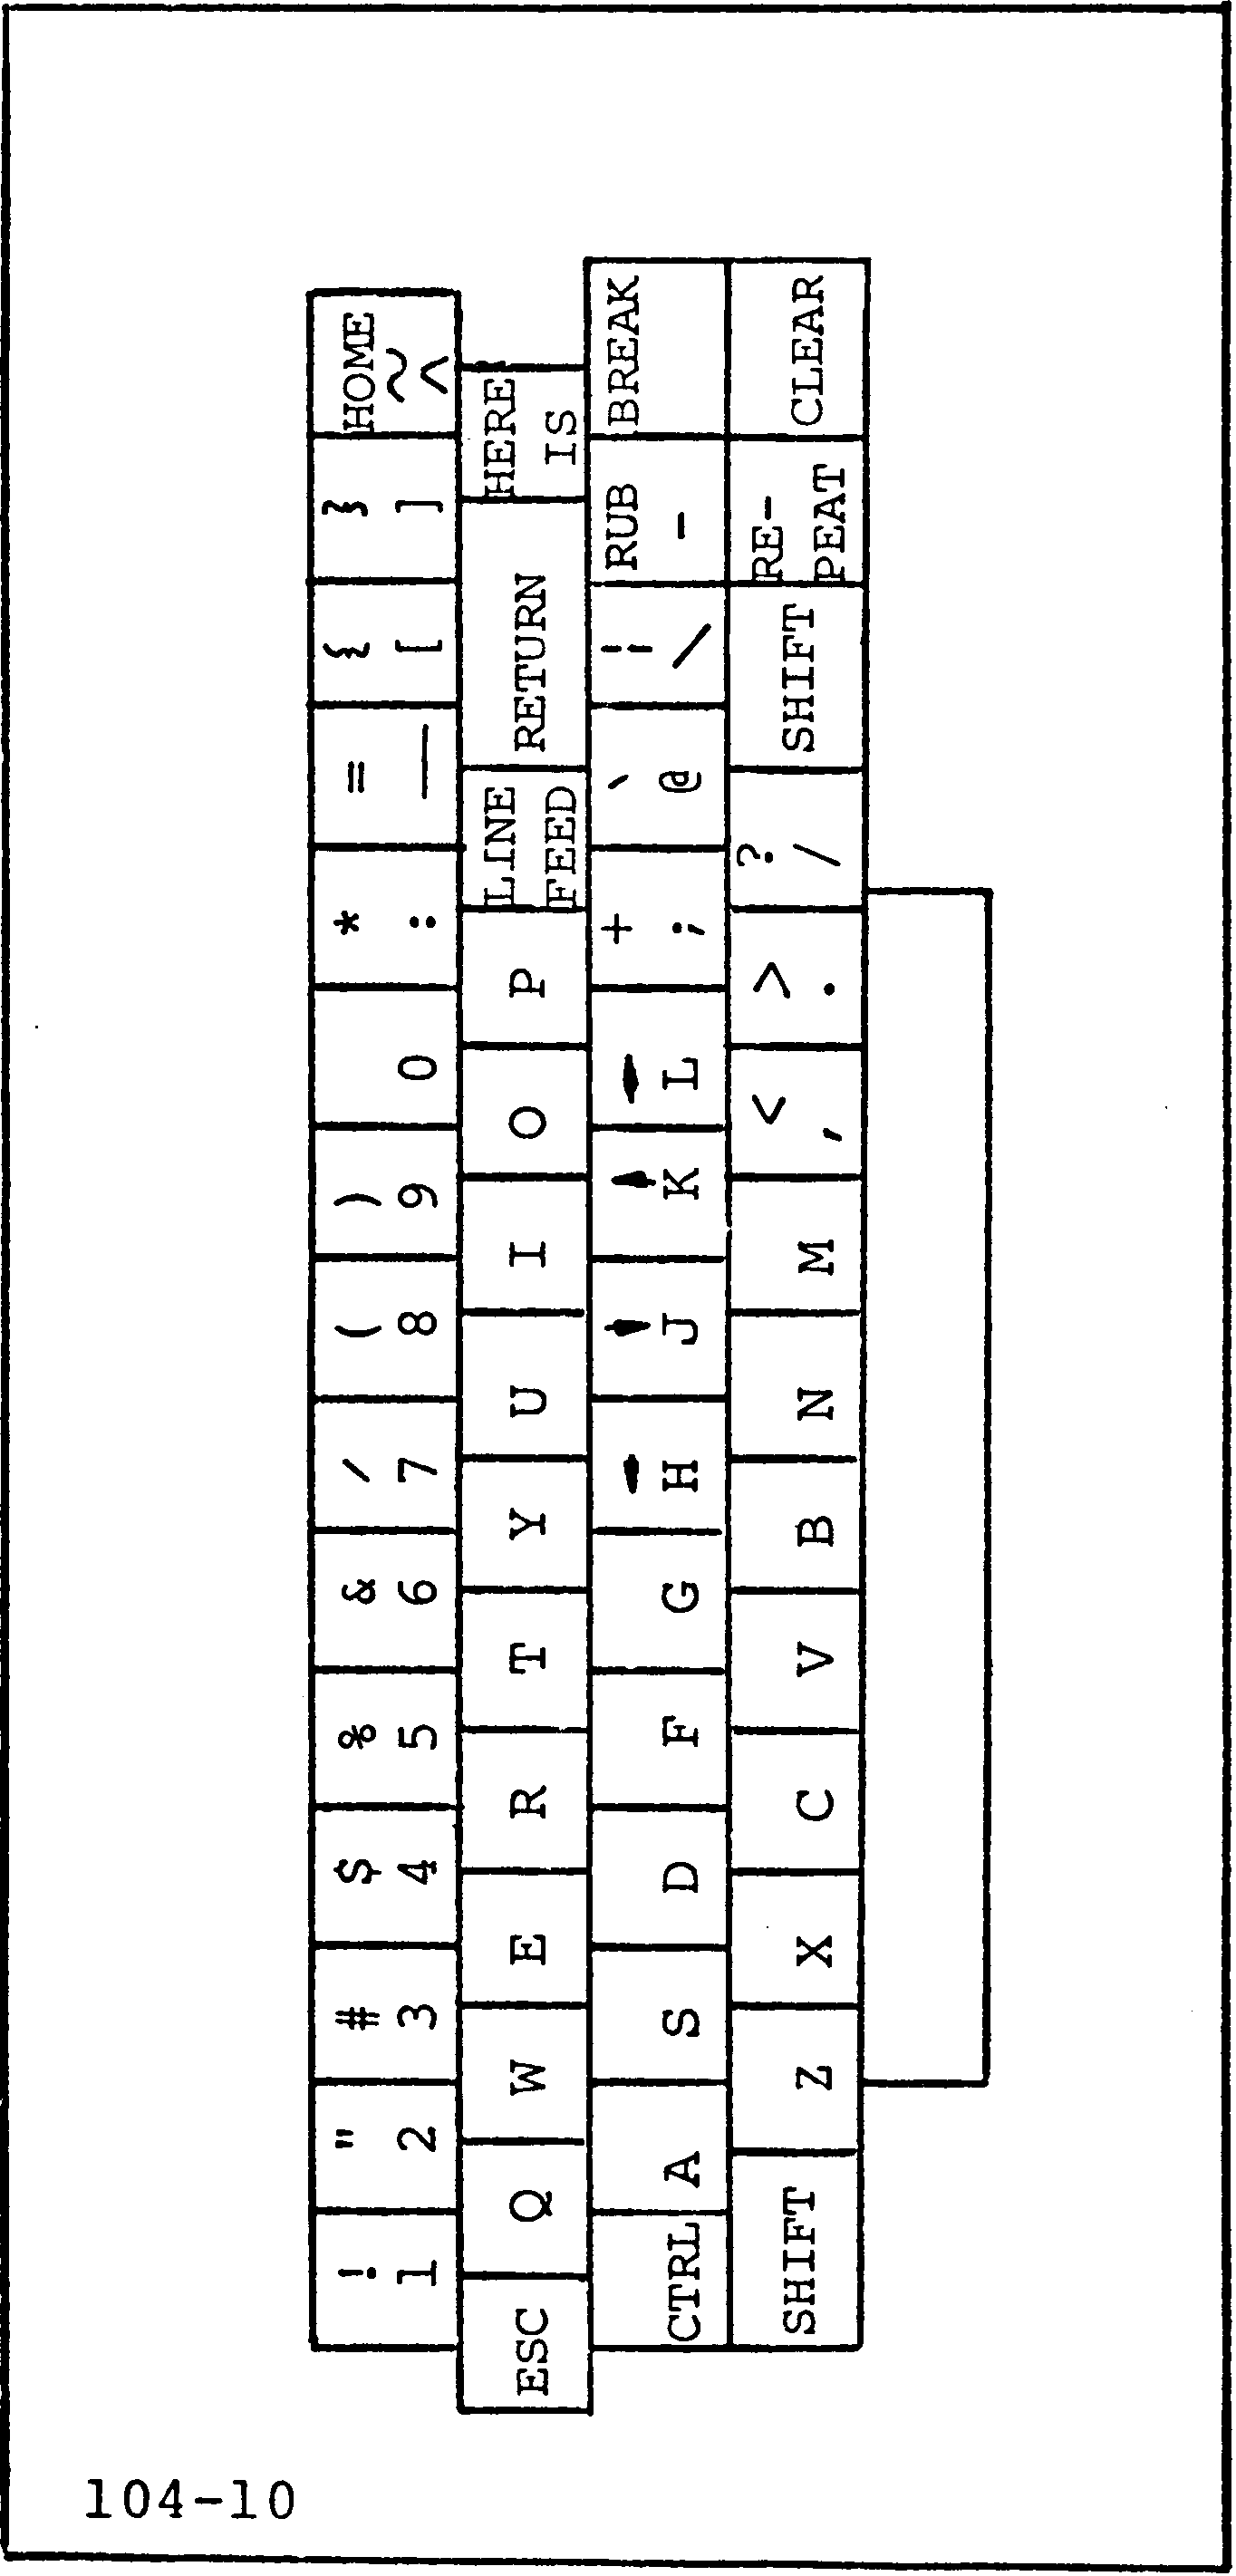 ! " # $ % & ' ( ) * = { } HOME ~
1 2 3 4 5 6 7 8 9 0 : — [ ] ^
ESC Q W E R T Y U I O P LINE FEED RETURN HERE IS
CTRL A S D F G ← H ↓ J ↑ K → L + ; ` @ ¦ \ RUB - BREAK
SHIFT Z X C V B N M < , > . ? / SHIFT RE-
PEAT CLEAR
104-10